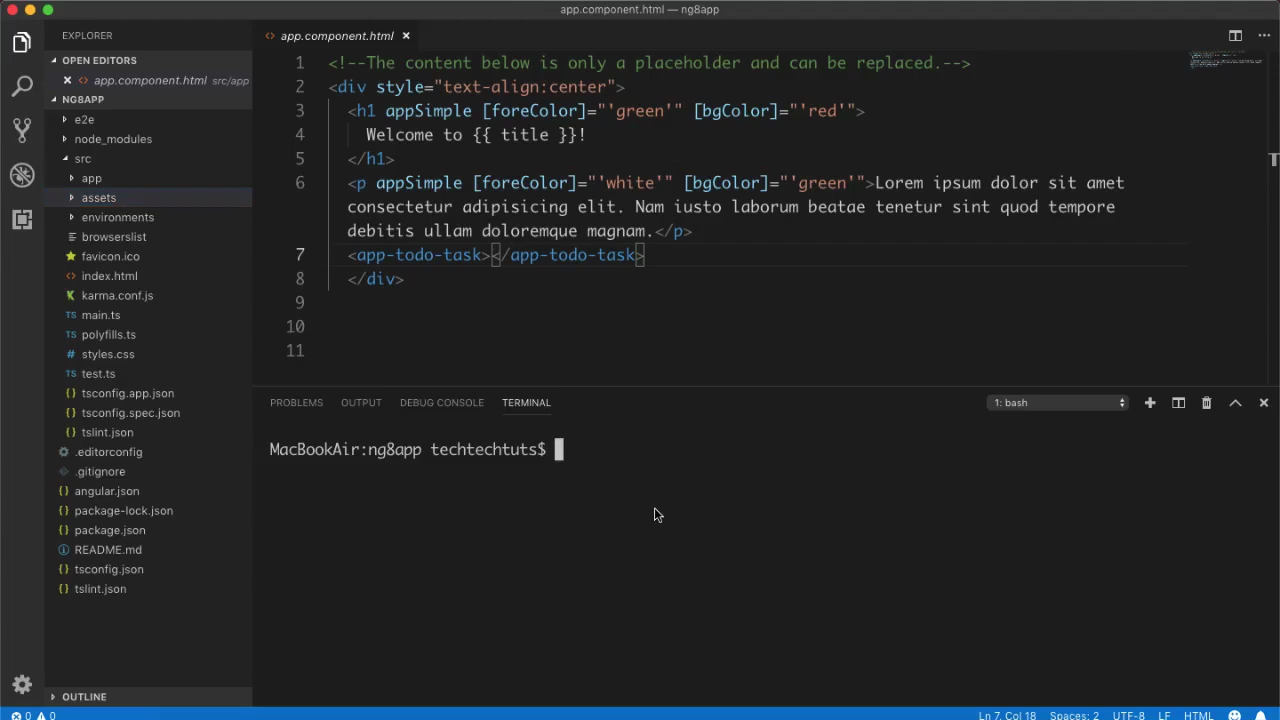 app.component.html — ng8app
EXPLORER
OPEN EDITORS
app.component.html src/app
NG8APP
e2e
node_modules
src
app
assets
environments
browserslist
favicon.ico
index.html
karma.conf.js
main.ts
polyfills.ts
styles.css
test.ts
tsconfig.app.json
tsconfig.spec.json
tslint.json
.editorconfig
.gitignore
angular.json
package-lock.json
package.json
README.md
tsconfig.json
tslint.json
OUTLINE
app.component.html
1 <!--The content below is only a placeholder and can be replaced.-->
2 <div style="text-align:center">
3 <h1 appSimple [foreColor]="'green'" [bgColor]="'red'">
4 Welcome to {{ title }}!
5 </h1>
6 <p appSimple [foreColor]="'white'" [bgColor]="'green'">Lorem ipsum dolor sit amet
consectetur adipisicing elit. Nam iusto laborum beatae tenetur sint quod tempore
debitis ullam doloremque magnam.</p>
7 <app-todo-task></app-todo-task>
8 </div>
9
10
11
PROBLEMS OUTPUT DEBUG CONSOLE TERMINAL 1: bash
MacBookAir:ng8app techtechtuts$
0 0 Ln 7, Col 18 Spaces: 2 UTF-8 LF HTML